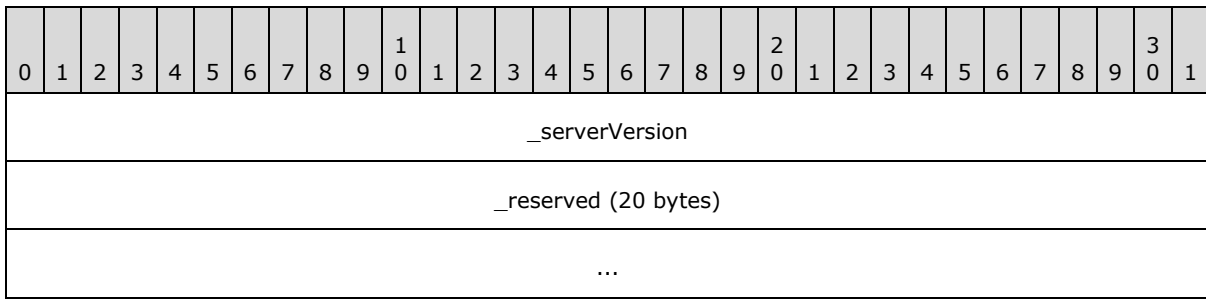 0 1 2 3 4 5 6 7 8 9 1 0 1 2 3 4 5 6 7 8 9 2 0 1 2 3 4 5 6 7 8 9 3 0 1
_serverVersion
_reserved (20 bytes)
...